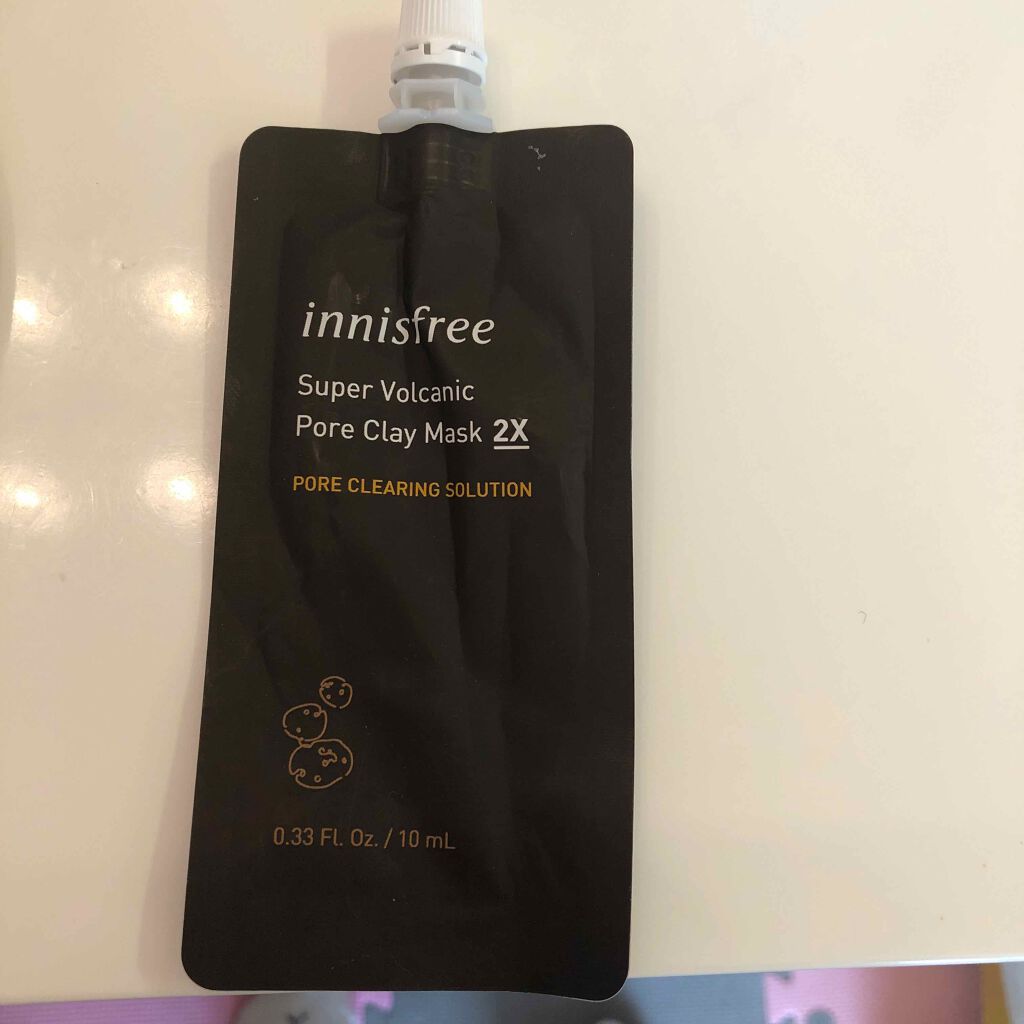 innisfree
Super Volcanic
Pore Clay Mask 2X
PORE CLEARING SOLUTION
0.33 Fl. Oz. / 10 mL